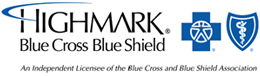 HIGHMARK®
Blue Cross Blue Shield
An Independent Licensee of the Blue Cross and Blue Shield Association